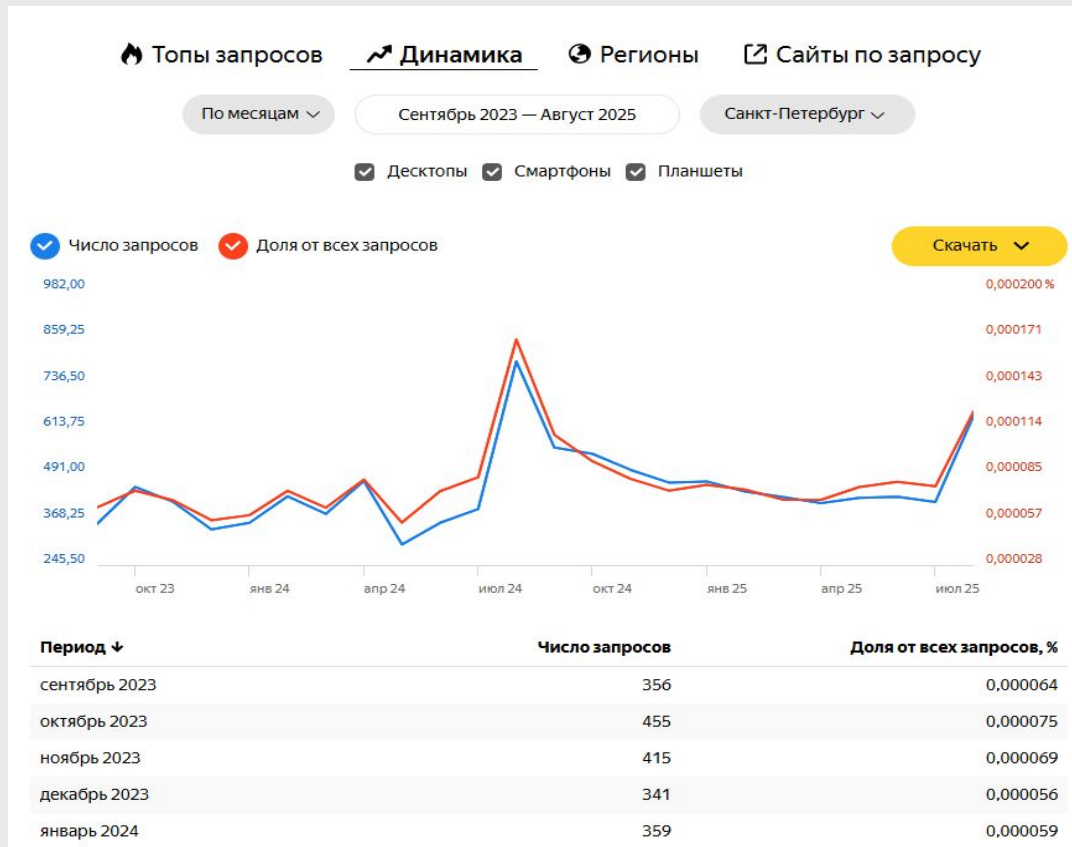 Топы запросов Динамика Регионы Сайты по запросу
По месяцам Сентябрь 2023 — Август 2025 Санкт-Петербург
Десктопы Смартфоны Планшеты
Число запросов Доля от всех запросов Скачать
982,00 0,000200 %
859,25 0,000171
736,50 0,000143
613,75 0,000114
491,00 0,000085
368,25 0,000057
245,50 0,000028
окт 23 янв 24 апр 24 июл 24 окт 24 янв 25 апр 25 июл 25
Период ↓ Число запросов Доля от всех запросов, %
сентябрь 2023 356 0,000064
октябрь 2023 455 0,000075
ноябрь 2023 415 0,000069
декабрь 2023 341 0,000056
январь 2024 359 0,000059